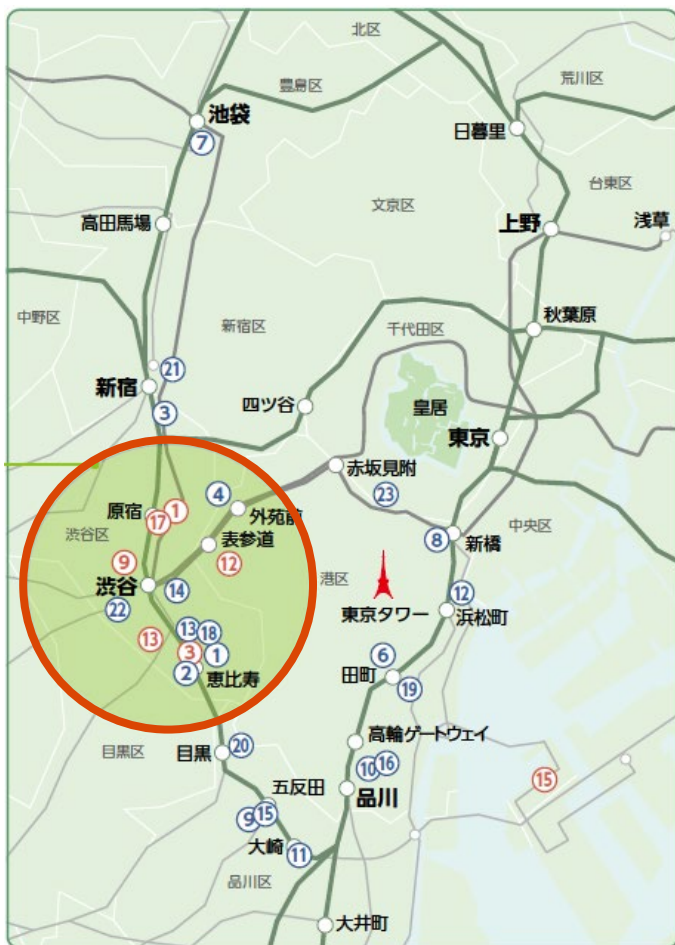 北区
豊島区
荒川区
池袋
⑦
日暮里
台東区
文京区
高田馬場
上野
浅草
中野区
新宿区
千代田区
秋葉原
㉑
新宿
③
四ツ谷
皇居
東京
赤坂見附
㉓
④
外苑前
原宿
①
⑰
渋谷区
表参道
中央区
⑧
新橋
⑨
⑫
渋谷
⑭
港区
㉒
東京タワー
⑫
浜松町
⑬
⑬
⑱
③
①
②
恵比寿
⑥
田町
⑲
目黒区
目黒
⑳
高輪ゲートウェイ
⑩
⑯
⑮
五反田
品川
⑨
⑮
大崎
⑪
品川区
大井町